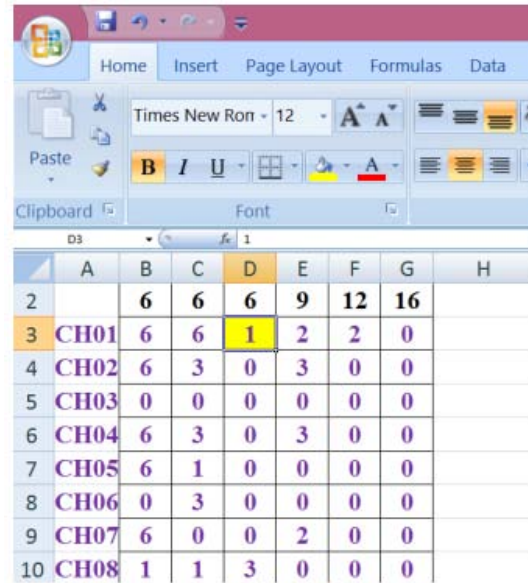 Home Insert Page Layout Formulas Data
Times New Ron 12 A A
Paste B I U A
Clipboard Font
D3 fx 1
A B C D E F G H
2 6 6 6 9 12 16
3 CH01 6 6 1 2 2 0
4 CH02 6 3 0 3 0 0
5 CH03 0 0 0 0 0 0
6 CH04 6 3 0 3 0 0
7 CH05 6 1 0 0 0 0
8 CH06 0 3 0 0 0 0
9 CH07 6 0 0 2 0 0
10 CH08 1 1 3 0 0 0